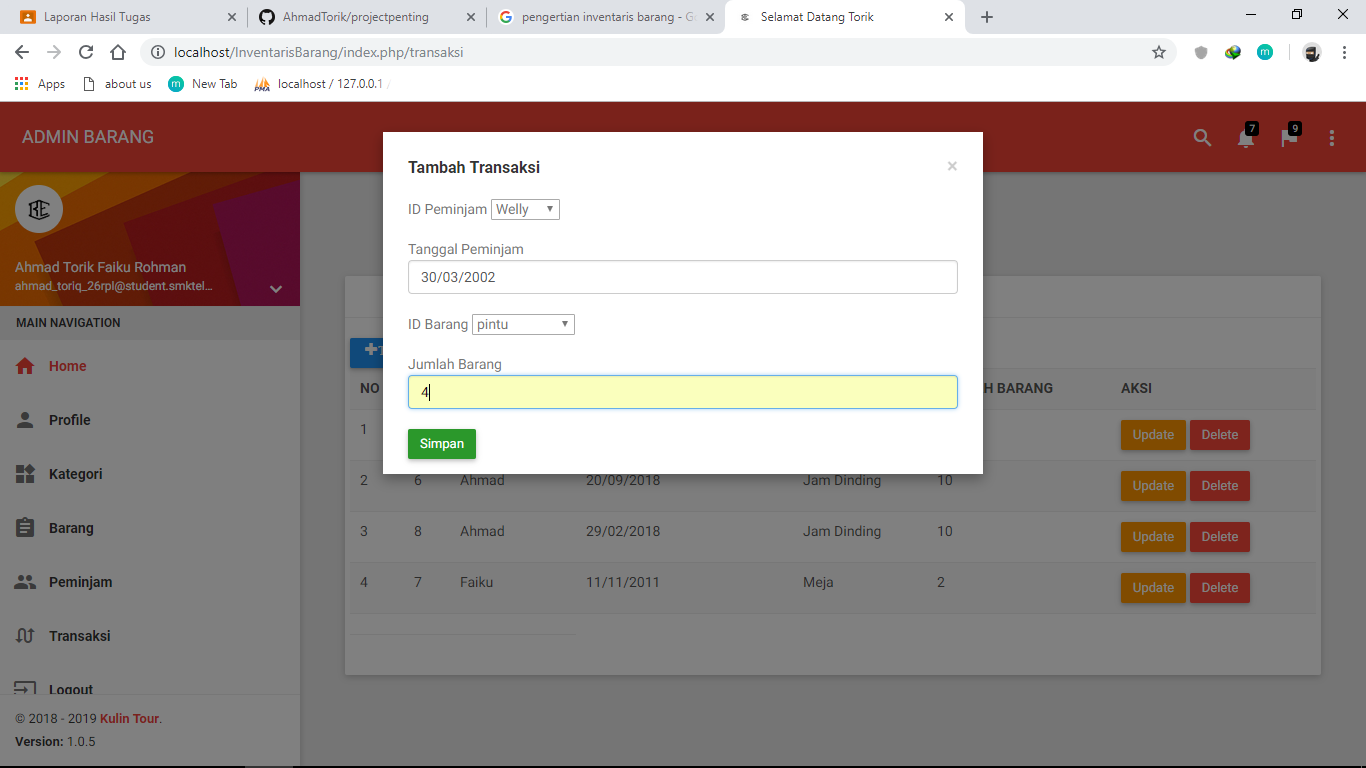 Laporan Hasil Tugas
AhmadTorik/projectpenting
pengertian inventaris barang - G
Selamat Datang Torik
localhost/InventarisBarang/index.php/transaksi
Apps
about us
m New Tab
PMA localhost / 127.0.0.1 /
ADMIN BARANG
7
9
Tambah Transaksi
×
ID Peminjam Welly
Tanggal Peminjam
30/03/2002
ID Barang pintu
Jumlah Barang
4
Simpan
Ahmad Torik Faiku Rohman
ahmad_toriq_26rpl@student.smktel...
MAIN NAVIGATION
Home
Profile
Kategori
Barang
Peminjam
Transaksi
Logout
© 2018 - 2019 Kulin Tour.
Version: 1.0.5
NO H BARANG AKSI
1 Update Delete
2 6 Ahmad 20/09/2018 Jam Dinding 10 Update Delete
3 8 Ahmad 29/02/2018 Jam Dinding 10 Update Delete
4 7 Faiku 11/11/2011 Meja 2 Update Delete